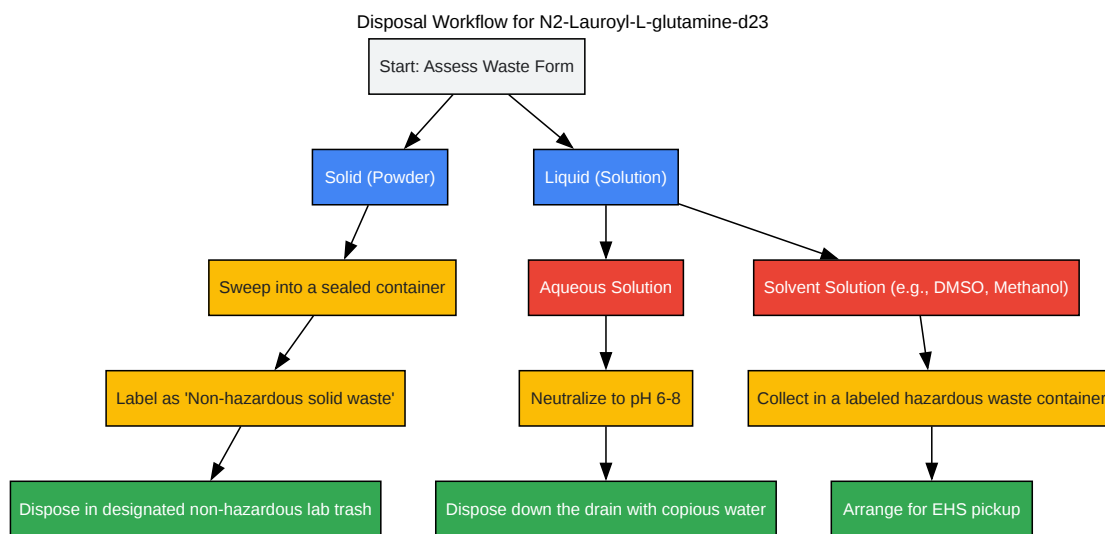 Disposal Workflow for N2-Lauroyl-L-glutamine-d23
Start: Assess Waste Form
Solid (Powder)
Liquid (Solution)
Sweep into a sealed container
Aqueous Solution
Solvent Solution (e.g., DMSO, Methanol)
Label as 'Non-hazardous solid waste'
Neutralize to pH 6-8
Collect in a labeled hazardous waste container
Dispose in designated non-hazardous lab trash
Dispose down the drain with copious water
Arrange for EHS pickup